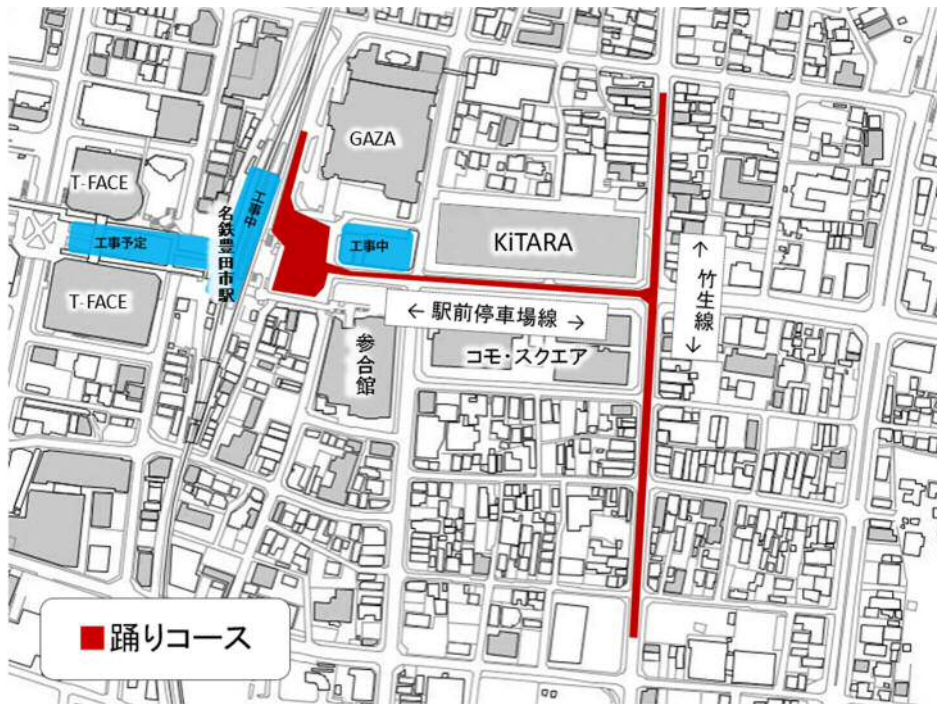 GAZA
T-FACE
工事中
名鉄豊田市駅
工事予定
工事中
KiTARA
T-FACE
← 駅前停車場線 →
← 竹生線 →
参合館
コモ・スクエア
踊りコース